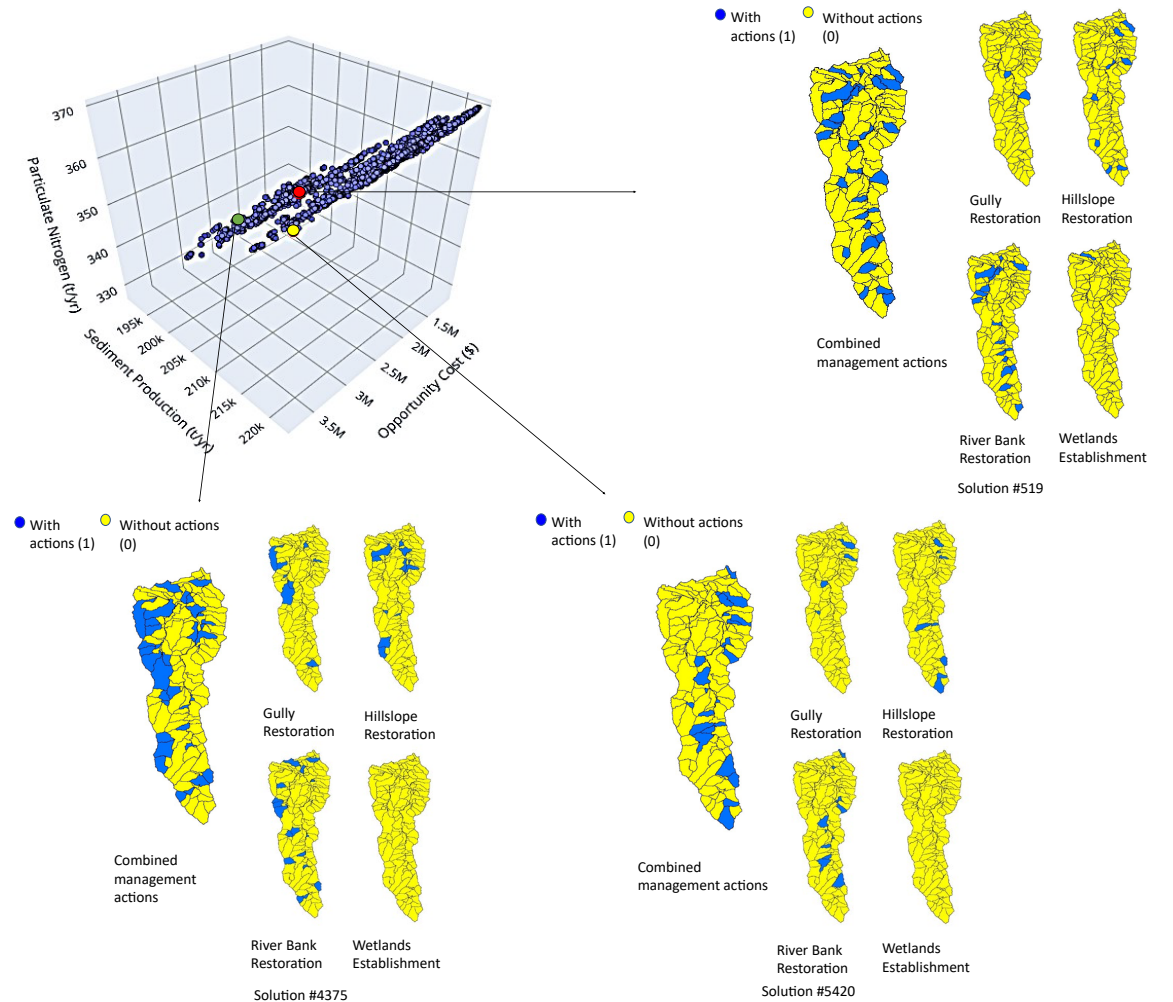 370
360
350
340
330
Particulate Nitrogen (t/yr)
195k
200k
205k
210k
215k
220k
Sediment Production (t/yr)
1.5M
2M
2.5M
3M
3.5M
Opportunity Cost ($)
With
actions (1)
Without actions
(0)
Combined
management actions
Gully
Restoration
Hillslope
Restoration
River Bank
Restoration
Wetlands
Establishment
Solution #519
With
actions (1)
Without actions
(0)
Combined
management
actions
Gully
Restoration
Hillslope
Restoration
River Bank
Restoration
Wetlands
Establishment
Solution #4375
With
actions (1)
Without actions
(0)
Combined
management actions
Gully
Restoration
Hillslope
Restoration
River Bank
Restoration
Wetlands
Establishment
Solution #5420